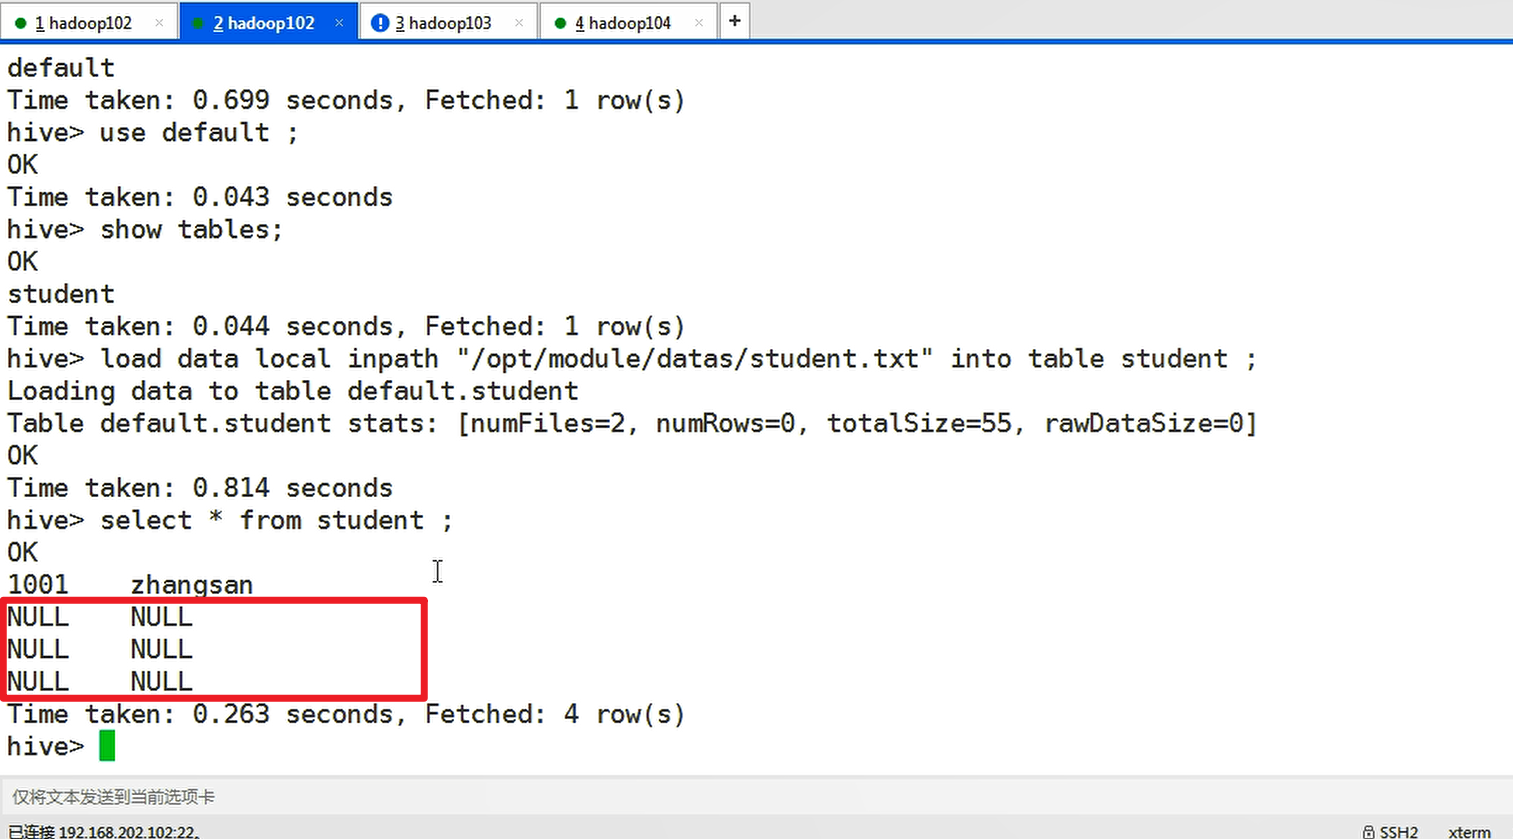 1 hadoop102 × 2 hadoop102 × 3 hadoop103 × 4 hadoop104 × +
default
Time taken: 0.699 seconds, Fetched: 1 row(s)
hive> use default ;
OK
Time taken: 0.043 seconds
hive> show tables;
OK
student
Time taken: 0.044 seconds, Fetched: 1 row(s)
hive> load data local inpath "/opt/module/datas/student.txt" into table student ;
Loading data to table default.student
Table default.student stats: [numFiles=2, numRows=0, totalSize=55, rawDataSize=0]
OK
Time taken: 0.814 seconds
hive> select * from student ;
OK
1001    zhangsan
NULL    NULL
NULL    NULL
NULL    NULL
Time taken: 0.263 seconds, Fetched: 4 row(s)
hive>
仅将文本发送到当前选项卡
已连接 192.168.202.102:22。 SSH2 xterm